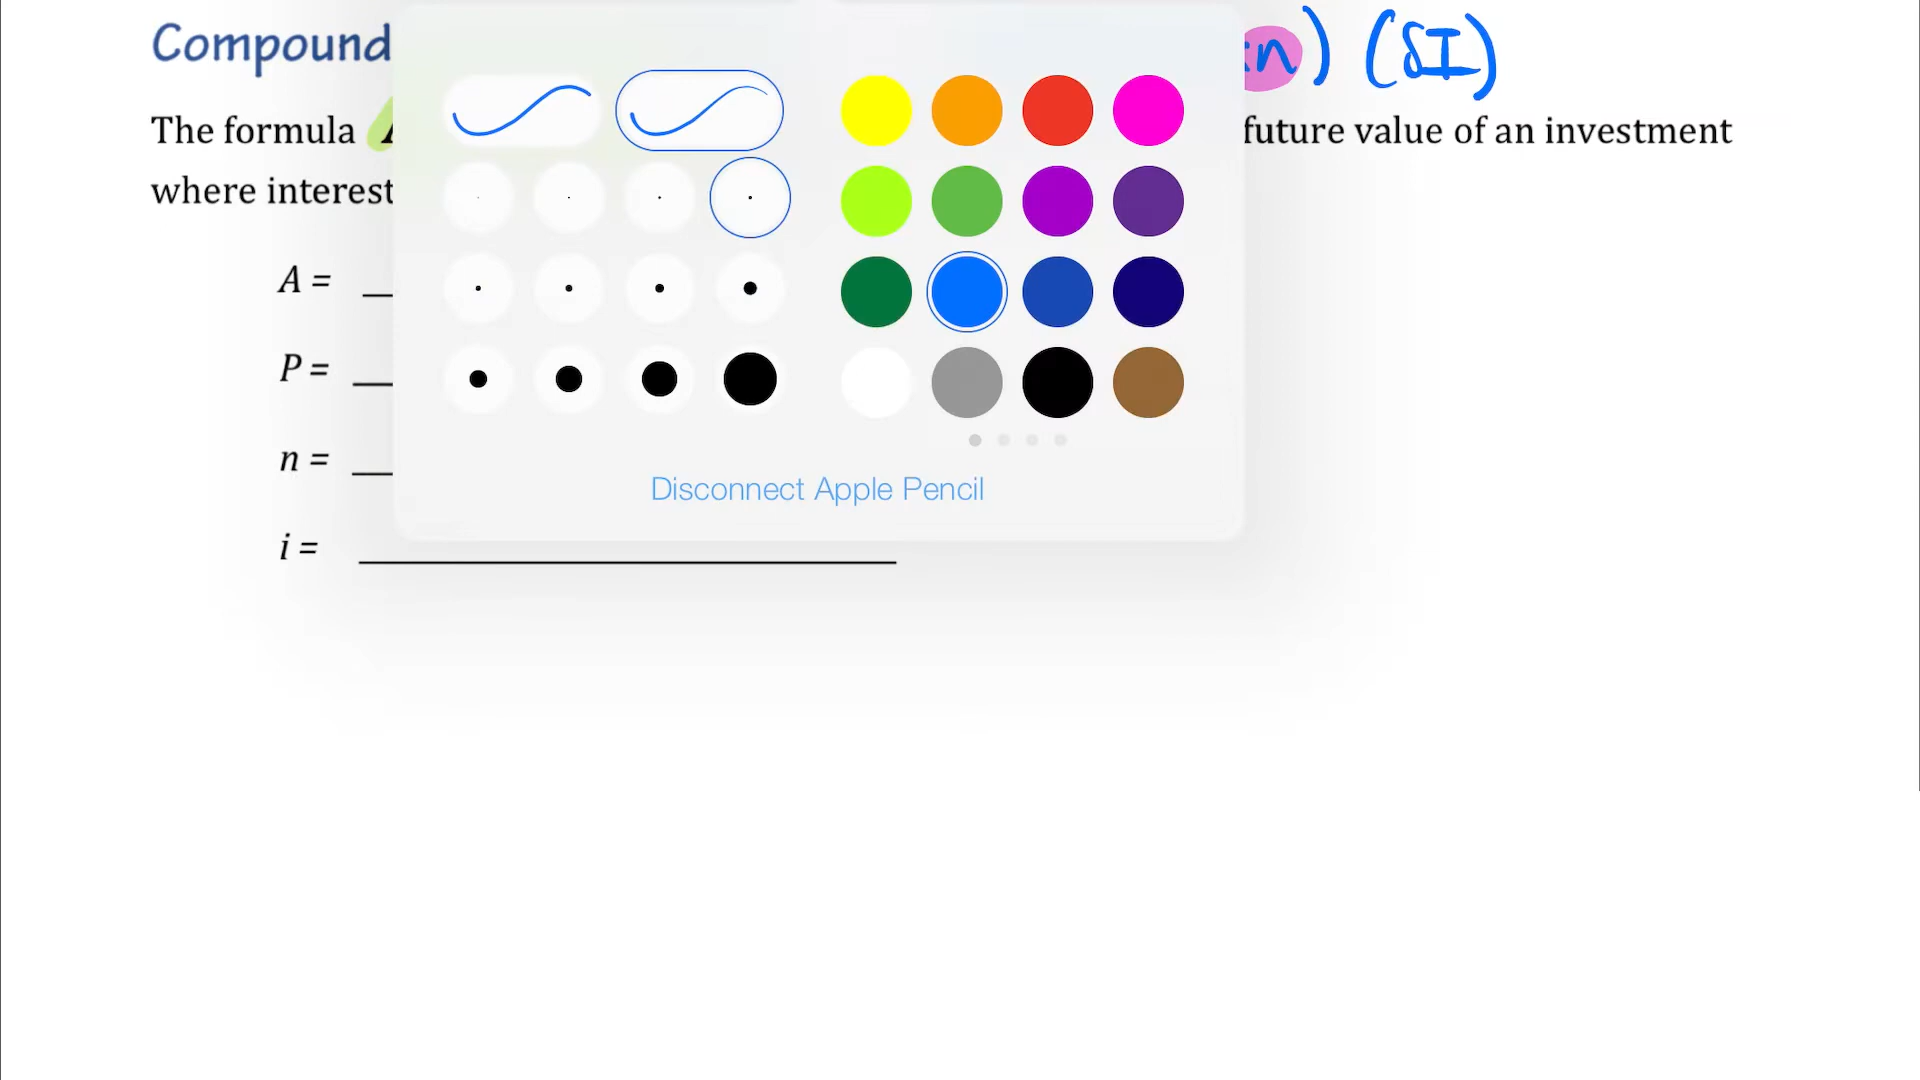 Compound n) (SI)
The formula future value of an investment
where interest
A =
P =
n =
i =
Disconnect Apple Pencil